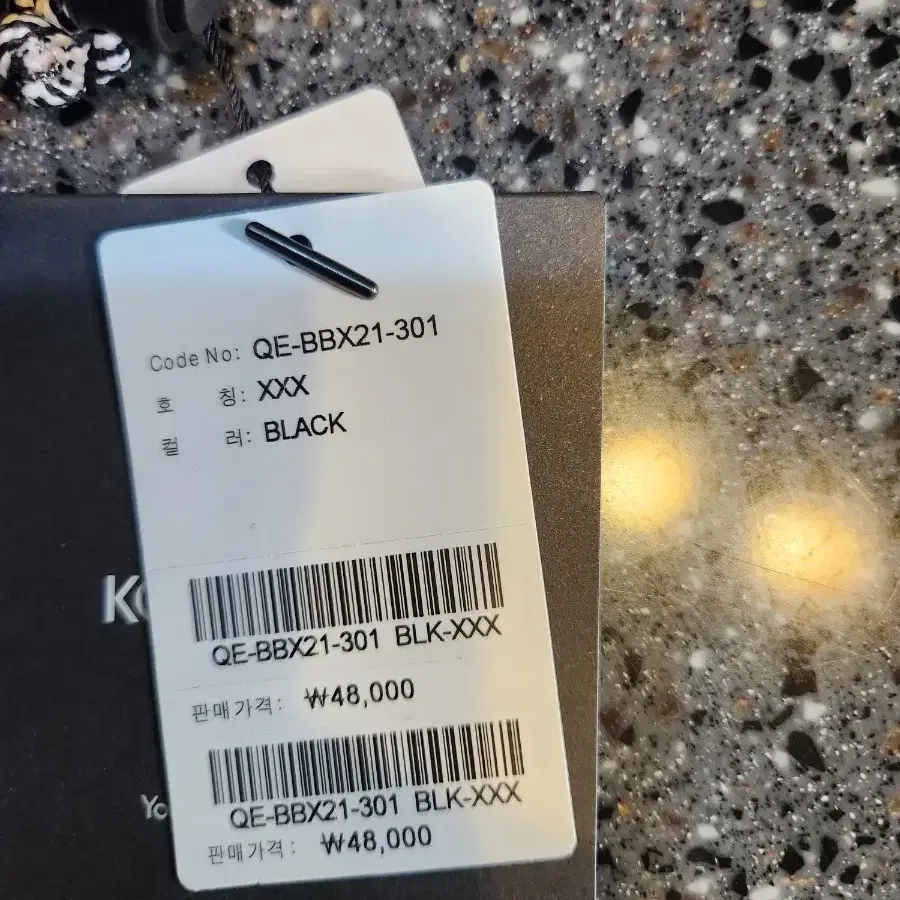 Code No: QE-BBX21-301
호 칭: XXX
컬 러: BLACK
QE-BBX21-301 BLK-XXX
판매가격: ₩48,000
QE-BBX21-301 BLK-XXX
판매가격: ₩48,000